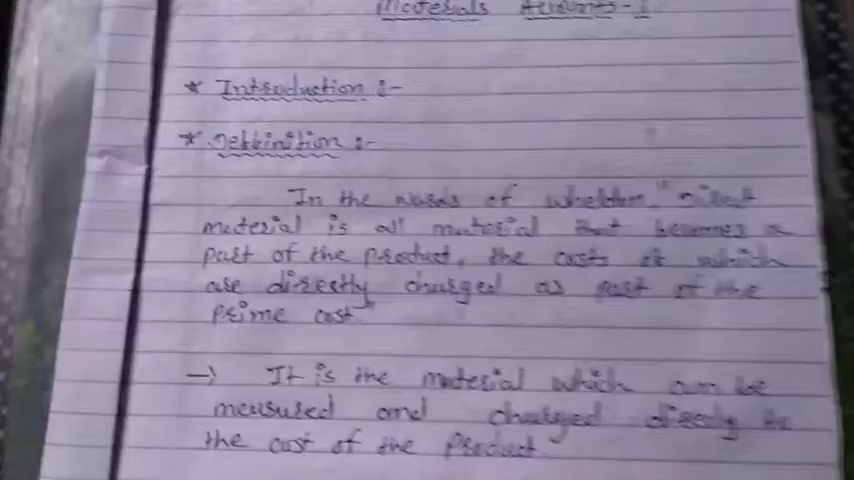 Materials Accounts - I
* Introduction :-
* Deffinition :-
In the words of wheldon, " direct
material is all material that becomes a
part of the product, the costs of which
are directly charged as part of the
prime cost"
→ It is the material which can be
measured and charged directly to
the cost of the product.